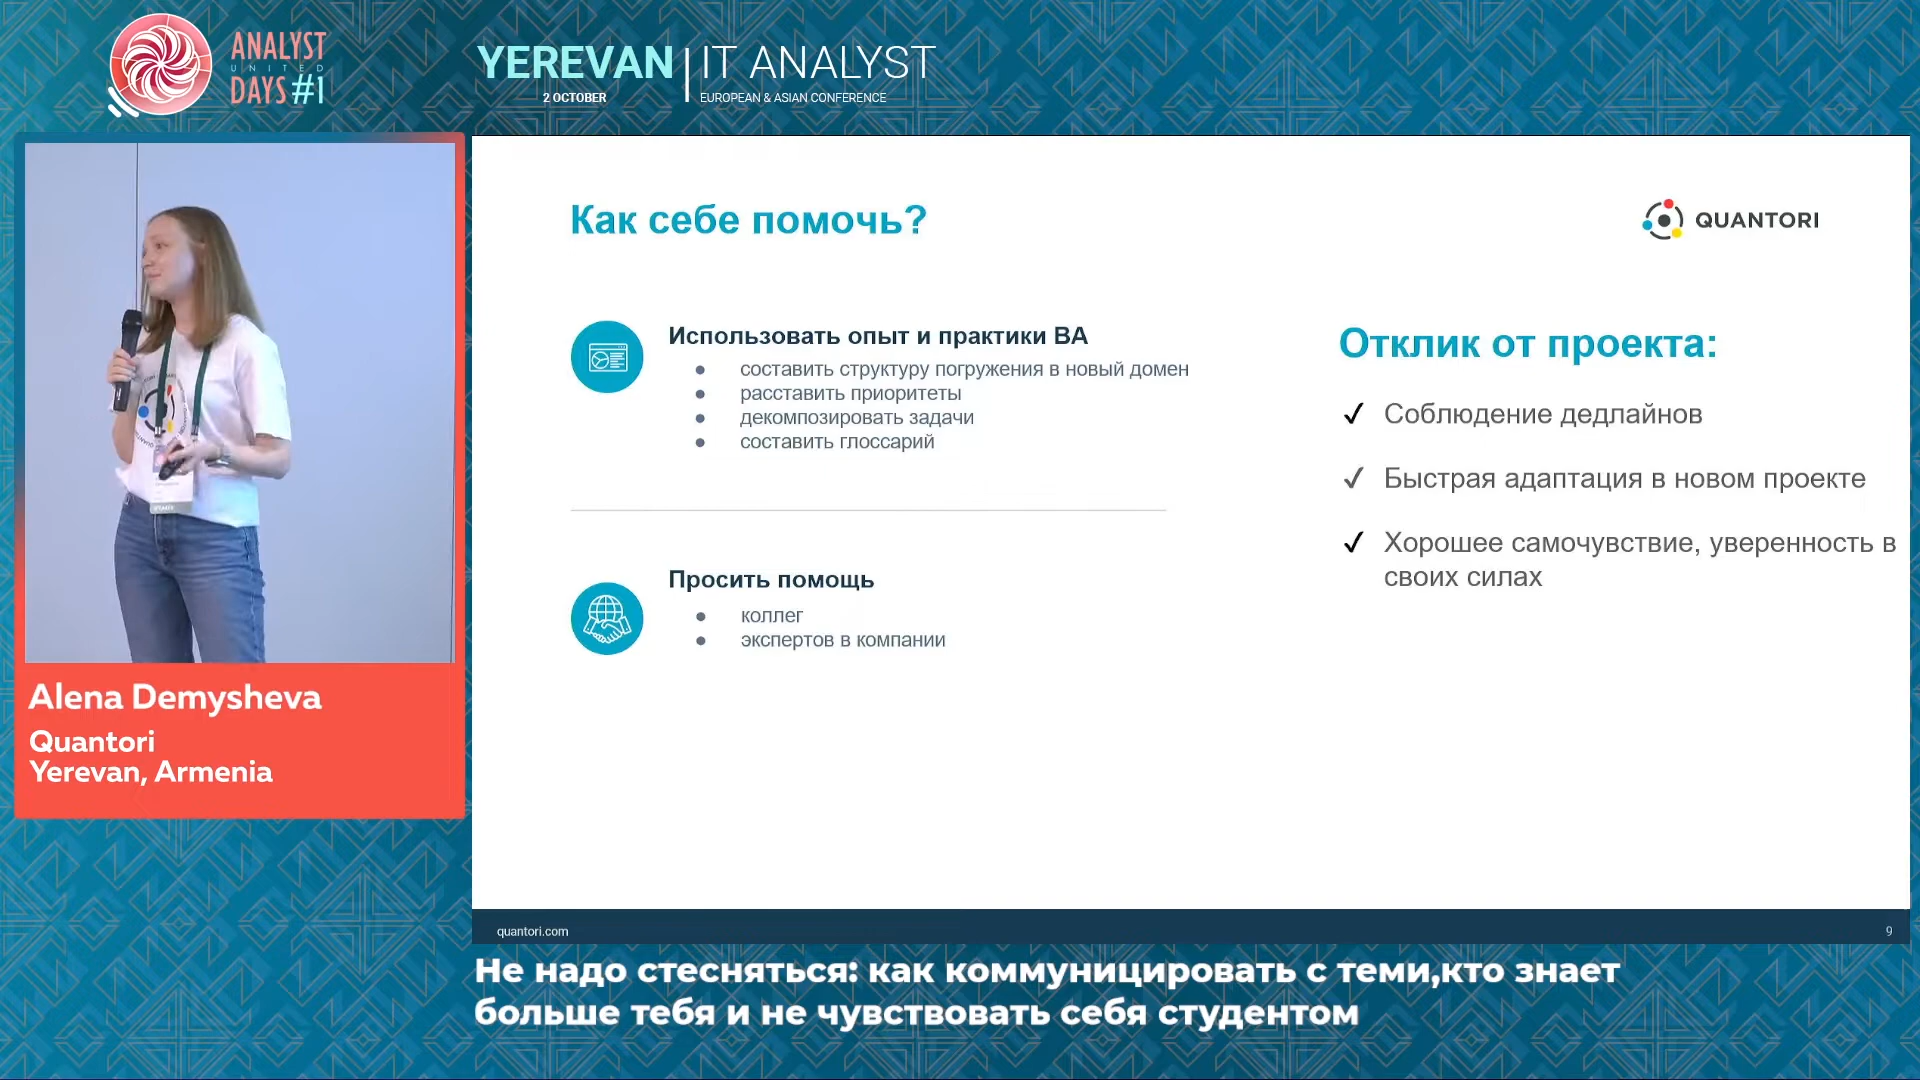 ANALYST
UNITED
DAYS #1
YEREVAN
2 OCTOBER
IT ANALYST
EUROPEAN & ASIAN CONFERENCE
Как себе помочь?
QUANTORI
Использовать опыт и практики BA
составить структуру погружения в новый домен
расставить приоритеты
декомпозировать задачи
составить глоссарий
Просить помощь
коллег
экспертов в компании
Отклик от проекта:
Соблюдение дедлайнов
Быстрая адаптация в новом проекте
Хорошее самочувствие, уверенность в
своих силах
quantori.com
9
Alena Demysheva
Quantori
Yerevan, Armenia
Не надо стесняться: как коммуницировать с теми,кто знает
больше тебя и не чувствовать себя студентом